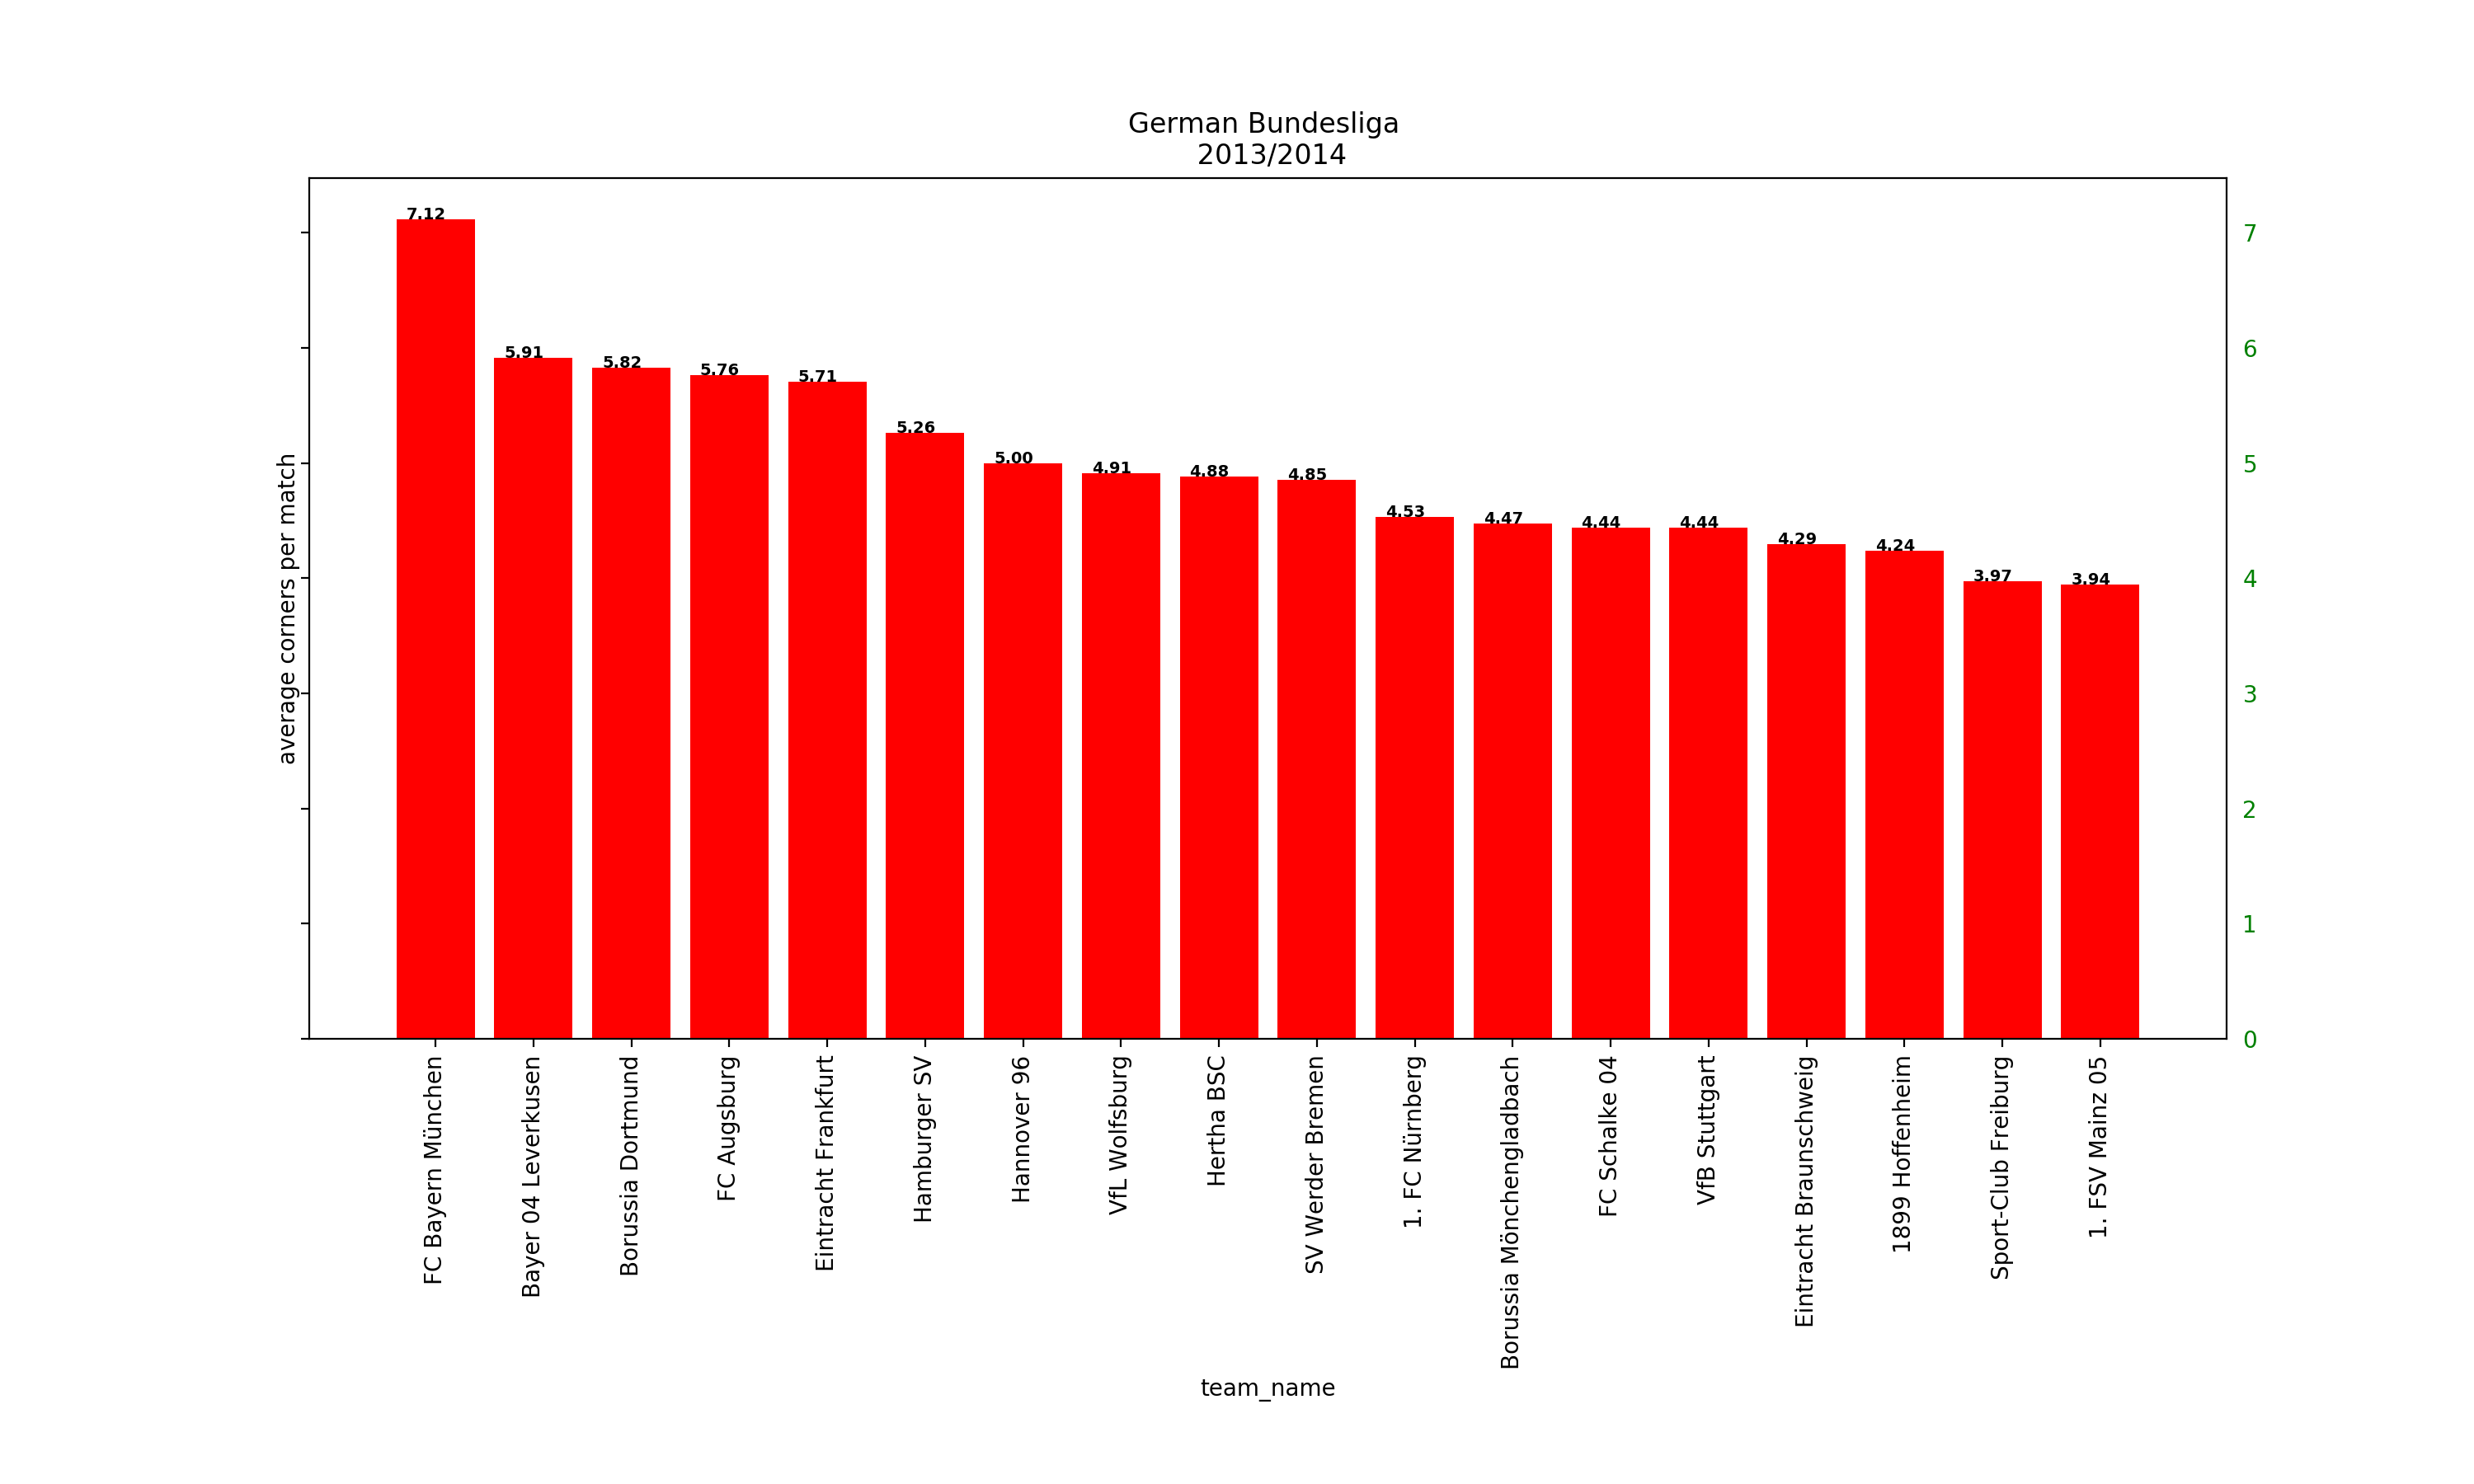 German Bundesliga
2013/2014
average corners per match
7.12
5.91
5.82
5.76
5.71
5.26
5.00
4.91
4.88
4.85
4.53
4.47
4.44
4.44
4.29
4.24
3.97
3.94
7
6
5
4
3
2
1
0
FC Bayern München
Bayer 04 Leverkusen
Borussia Dortmund
FC Augsburg
Eintracht Frankfurt
Hamburger SV
Hannover 96
VfL Wolfsburg
Hertha BSC
SV Werder Bremen
1. FC Nürnberg
Borussia Mönchengladbach
FC Schalke 04
VfB Stuttgart
Eintracht Braunschweig
1899 Hoffenheim
Sport-Club Freiburg
1. FSV Mainz 05
team_name